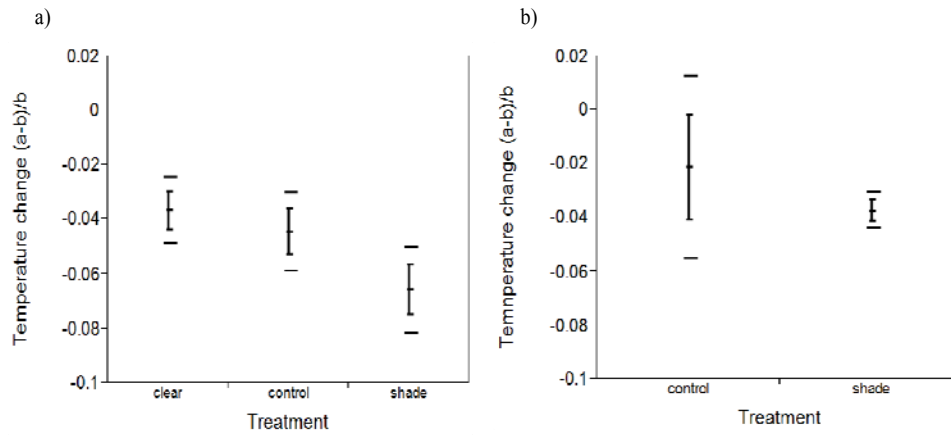 a)
Temperature change (a-b)/b
0.02
0
-0.02
-0.04
-0.06
-0.08
-0.1
clear control shade
Treatment
b)
Temnperature change (a-b)/b
0.02
0
-0.02
-0.04
-0.06
-0.08
-0.1
control shade
Treatment